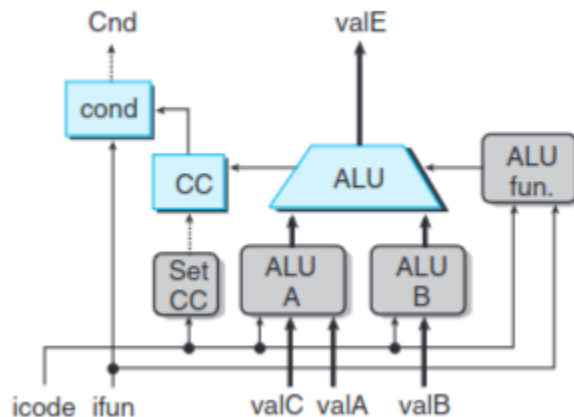 Cnd
valE
cond
CC
ALU
ALU
fun.
Set
CC
ALU
A
ALU
B
icode
ifun
valC
valA
valB